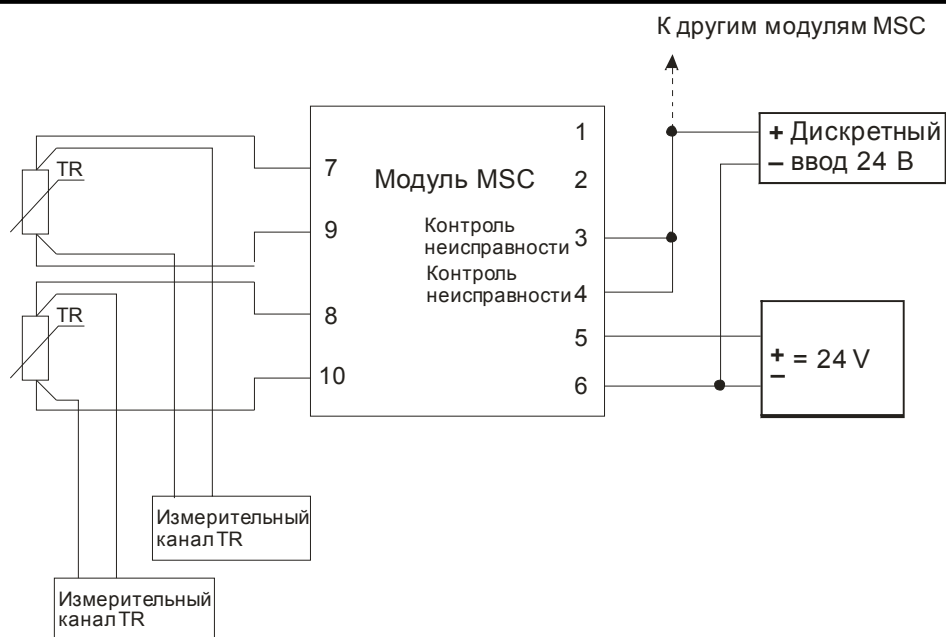 К другим модулям MSC
+ Дискретный
– ввод 24 В
1
7
TR
Модуль MSC
2
9
Контроль
неисправности
3
Контроль
неисправности
4
8
TR
5
+
–
= 24 V
10
6
Измерительный
канал TR
Измерительный
канал TR